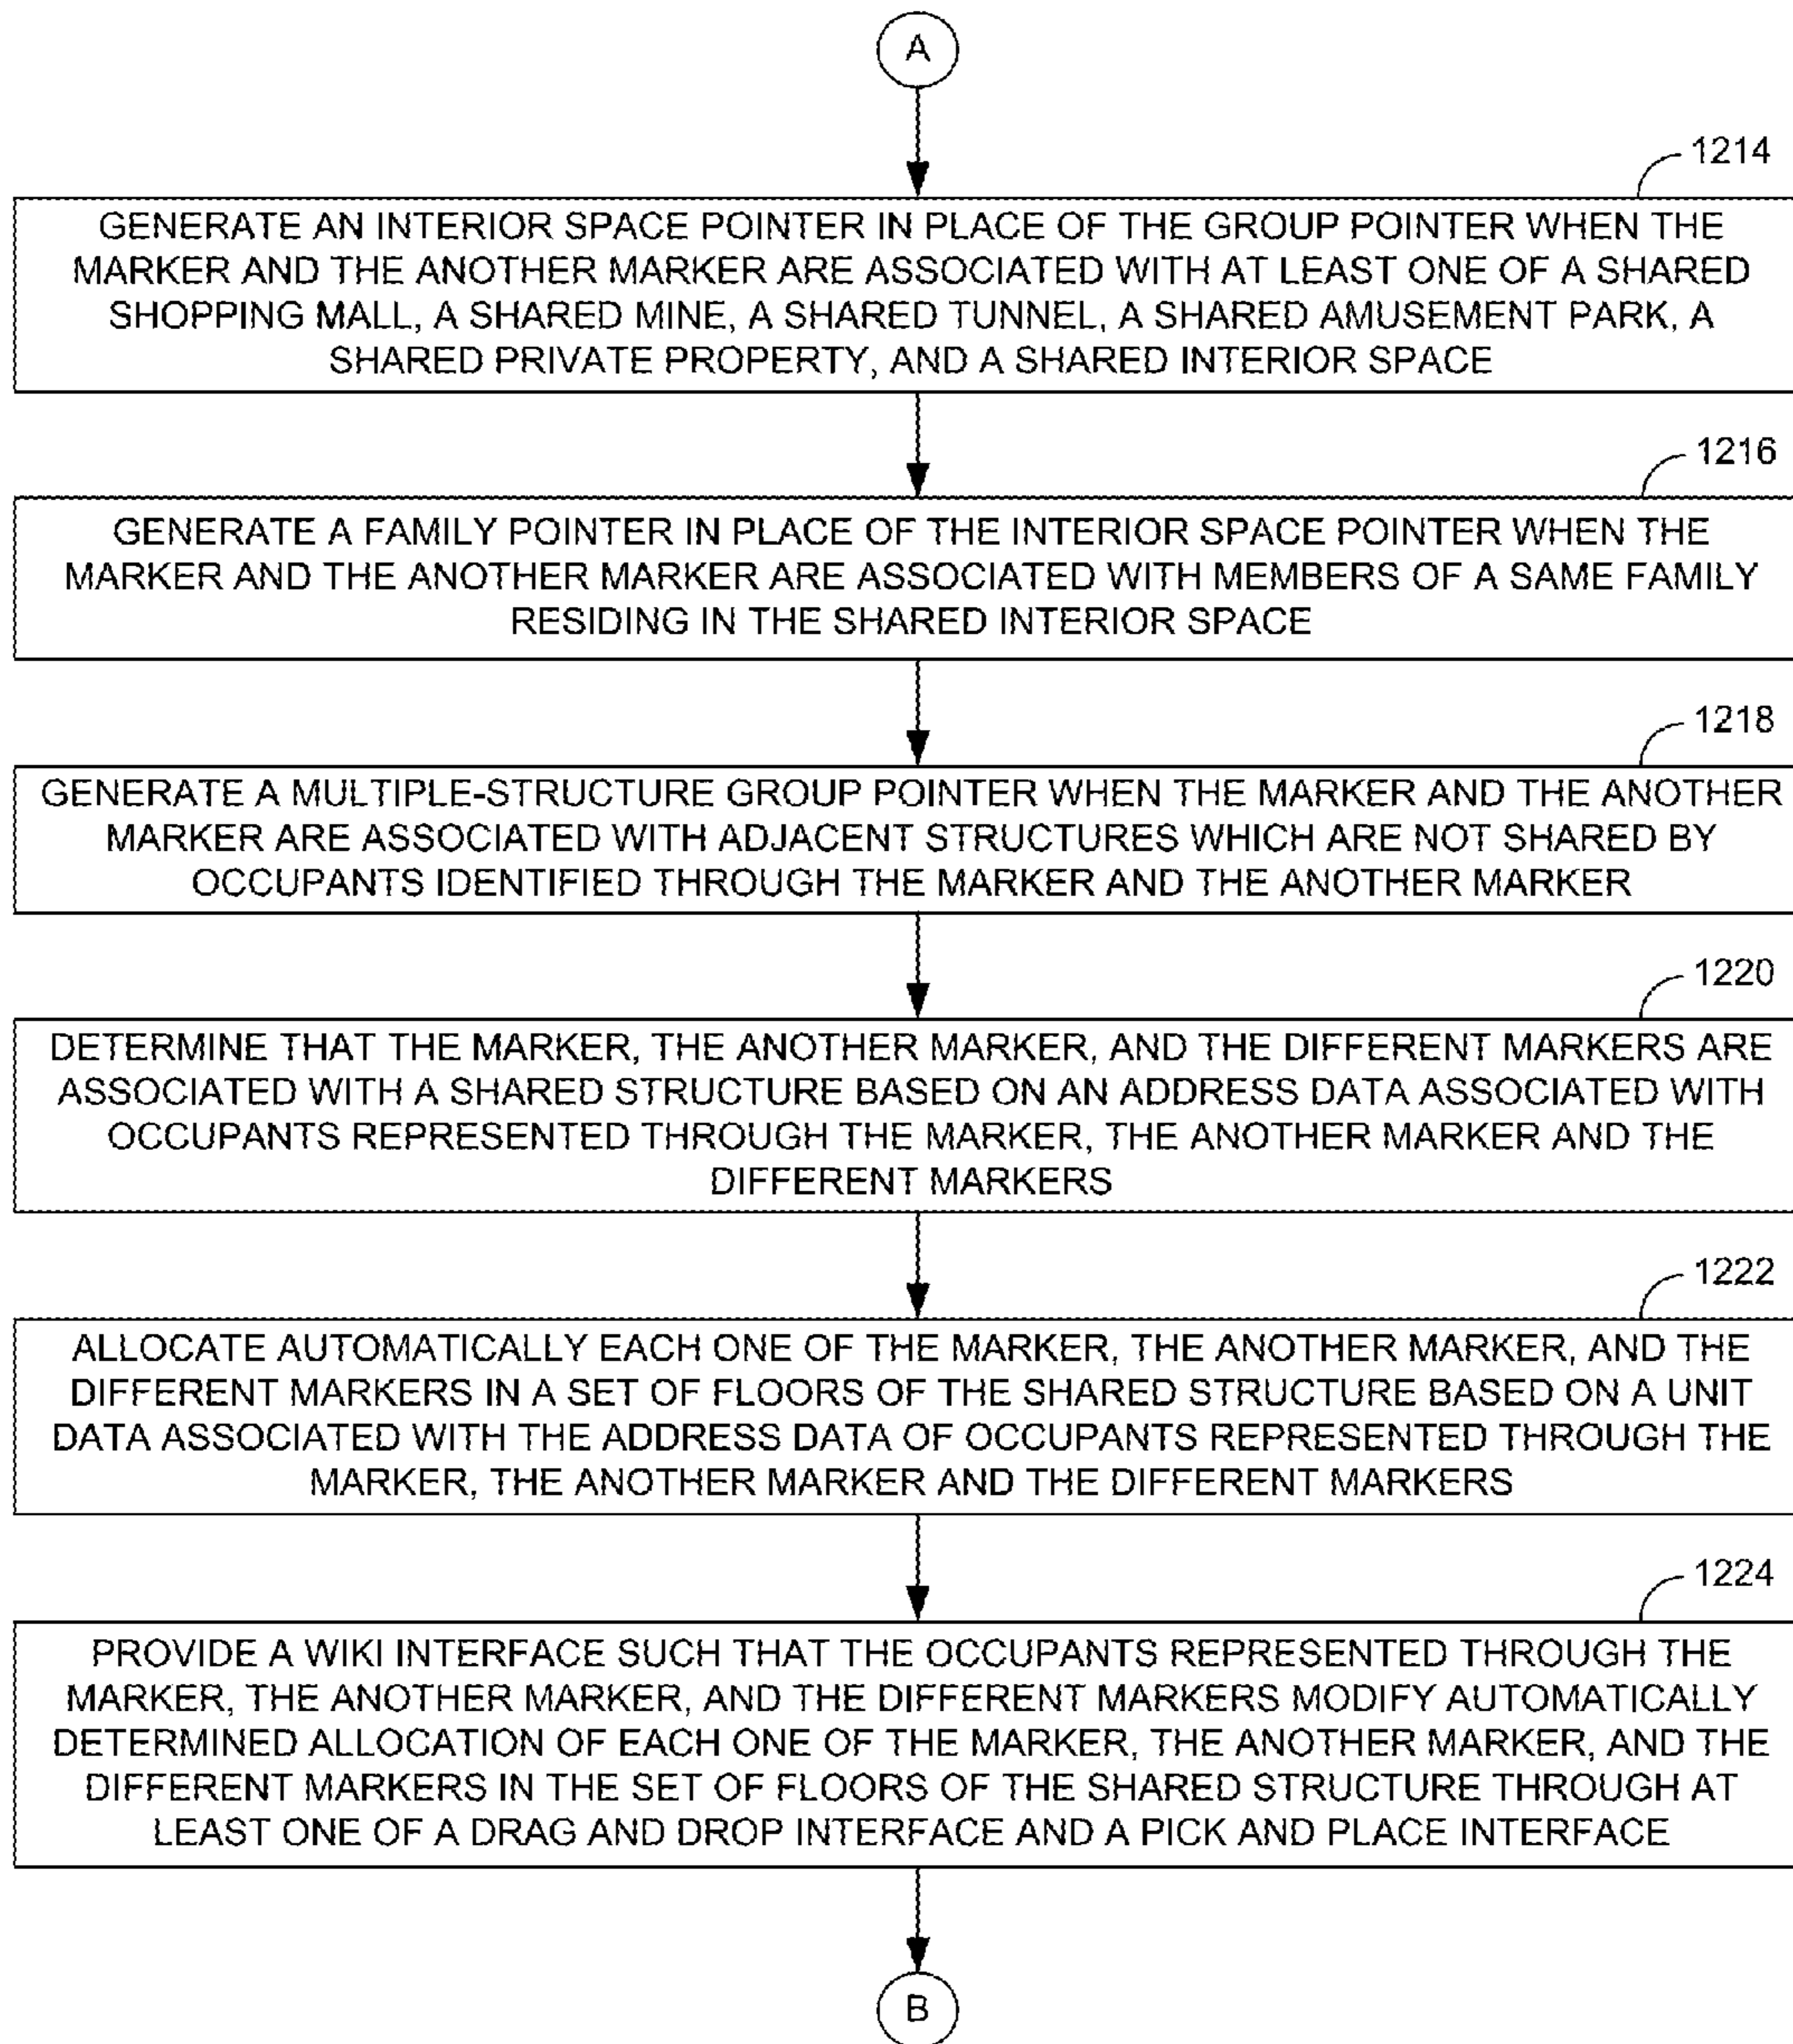 A
1214
GENERATE AN INTERIOR SPACE POINTER IN PLACE OF THE GROUP POINTER WHEN THE
MARKER AND THE ANOTHER MARKER ARE ASSOCIATED WITH AT LEAST ONE OF A SHARED
SHOPPING MALL, A SHARED MINE, A SHARED TUNNEL, A SHARED AMUSEMENT PARK, A
SHARED PRIVATE PROPERTY, AND A SHARED INTERIOR SPACE
1216
GENERATE A FAMILY POINTER IN PLACE OF THE INTERIOR SPACE POINTER WHEN THE
MARKER AND THE ANOTHER MARKER ARE ASSOCIATED WITH MEMBERS OF A SAME FAMILY
RESIDING IN THE SHARED INTERIOR SPACE
1218
GENERATE A MULTIPLE-STRUCTURE GROUP POINTER WHEN THE MARKER AND THE ANOTHER
MARKER ARE ASSOCIATED WITH ADJACENT STRUCTURES WHICH ARE NOT SHARED BY
OCCUPANTS IDENTIFIED THROUGH THE MARKER AND THE ANOTHER MARKER
1220
DETERMINE THAT THE MARKER, THE ANOTHER MARKER, AND THE DIFFERENT MARKERS ARE
ASSOCIATED WITH A SHARED STRUCTURE BASED ON AN ADDRESS DATA ASSOCIATED WITH
OCCUPANTS REPRESENTED THROUGH THE MARKER, THE ANOTHER MARKER AND THE
DIFFERENT MARKERS
1222
ALLOCATE AUTOMATICALLY EACH ONE OF THE MARKER, THE ANOTHER MARKER, AND THE
DIFFERENT MARKERS IN A SET OF FLOORS OF THE SHARED STRUCTURE BASED ON A UNIT
DATA ASSOCIATED WITH THE ADDRESS DATA OF OCCUPANTS REPRESENTED THROUGH THE
MARKER, THE ANOTHER MARKER AND THE DIFFERENT MARKERS
1224
PROVIDE A WIKI INTERFACE SUCH THAT THE OCCUPANTS REPRESENTED THROUGH THE
MARKER, THE ANOTHER MARKER, AND THE DIFFERENT MARKERS MODIFY AUTOMATICALLY
DETERMINED ALLOCATION OF EACH ONE OF THE MARKER, THE ANOTHER MARKER, AND THE
DIFFERENT MARKERS IN THE SET OF FLOORS OF THE SHARED STRUCTURE THROUGH AT
LEAST ONE OF A DRAG AND DROP INTERFACE AND A PICK AND PLACE INTERFACE
B